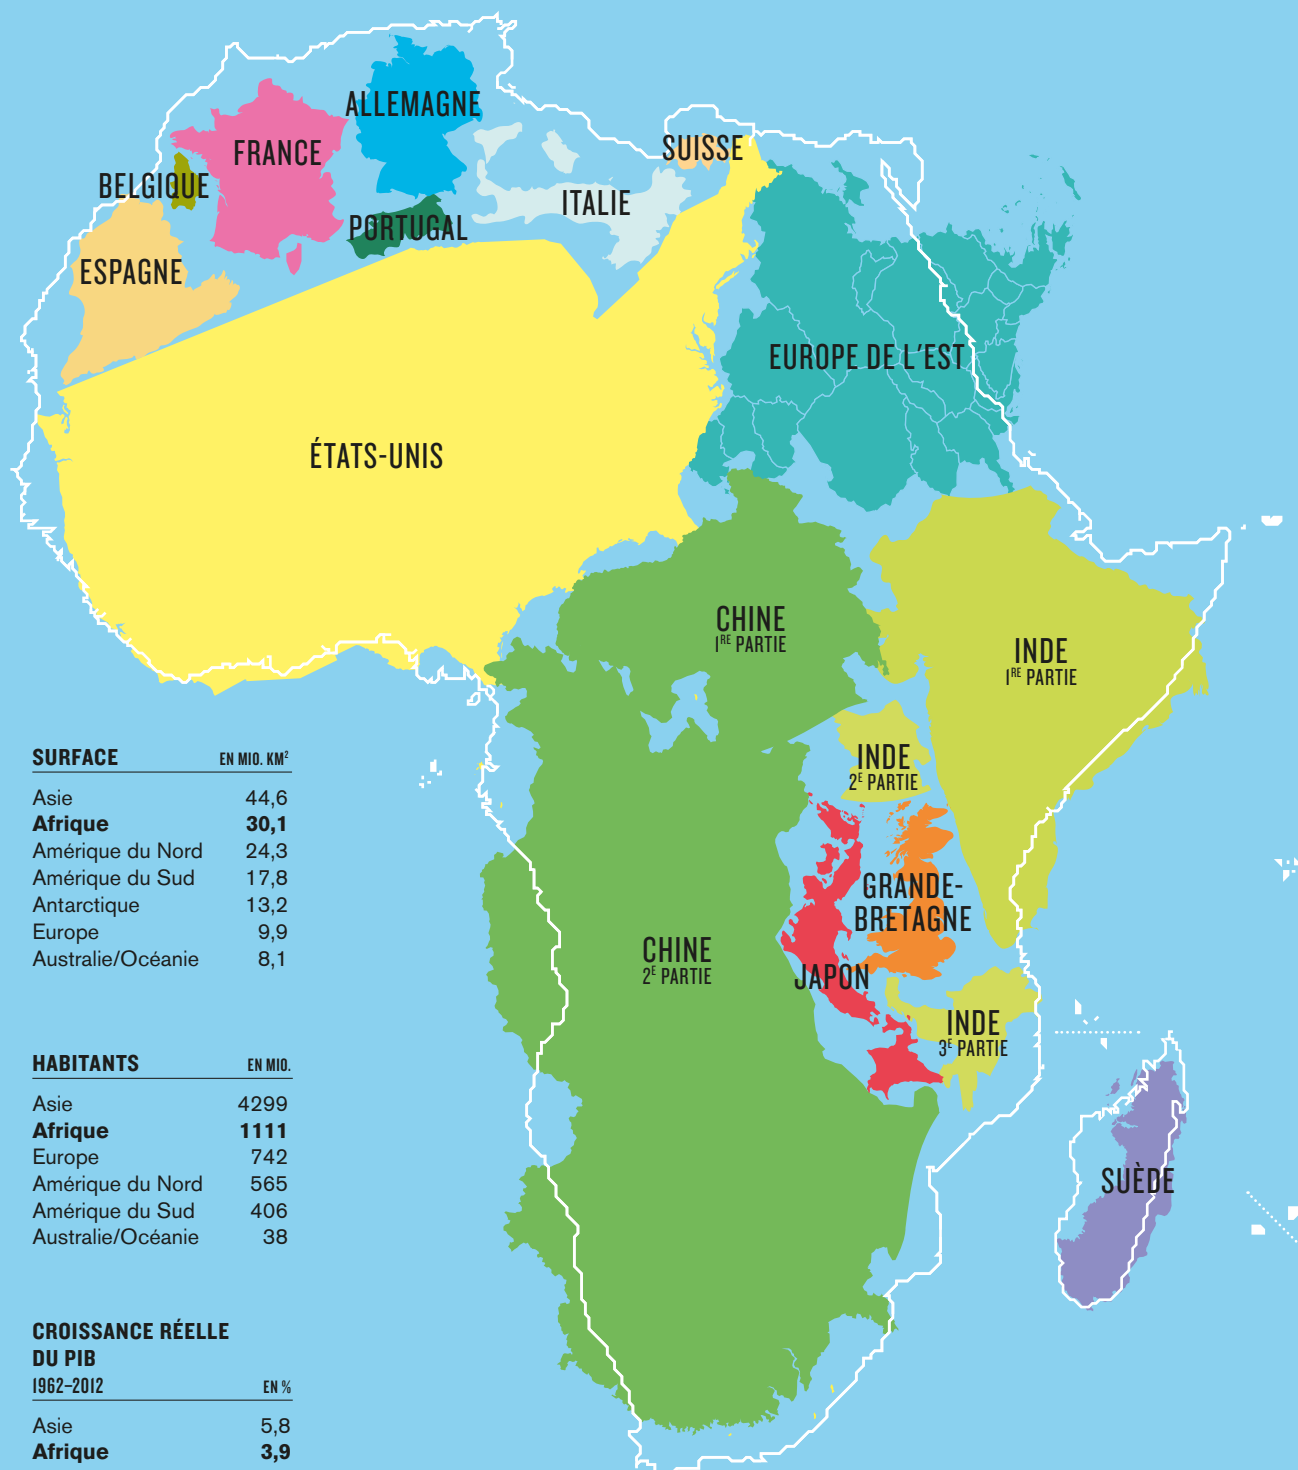 ALLEMAGNE
FRANCE
SUISSE
BELGIQUE
ITALIE
PORTUGAL
ESPAGNE
EUROPE DE L'EST
ÉTATS-UNIS
CHINE
1RE PARTIE
INDE
1RE PARTIE
INDE
2E PARTIE
GRANDE-
BRETAGNE
CHINE
2E PARTIE
JAPON
INDE
3E PARTIE
SUÈDE
SURFACE EN MIO. KM²
Asie 44,6
Afrique 30,1
Amérique du Nord 24,3
Amérique du Sud 17,8
Antarctique 13,2
Europe 9,9
Australie/Océanie 8,1
HABITANTS EN MIO.
Asie 4299
Afrique 1111
Europe 742
Amérique du Nord 565
Amérique du Sud 406
Australie/Océanie 38
CROISSANCE RÉELLE
DU PIB
1962–2012 EN %
Asie 5,8
Afrique 3,9